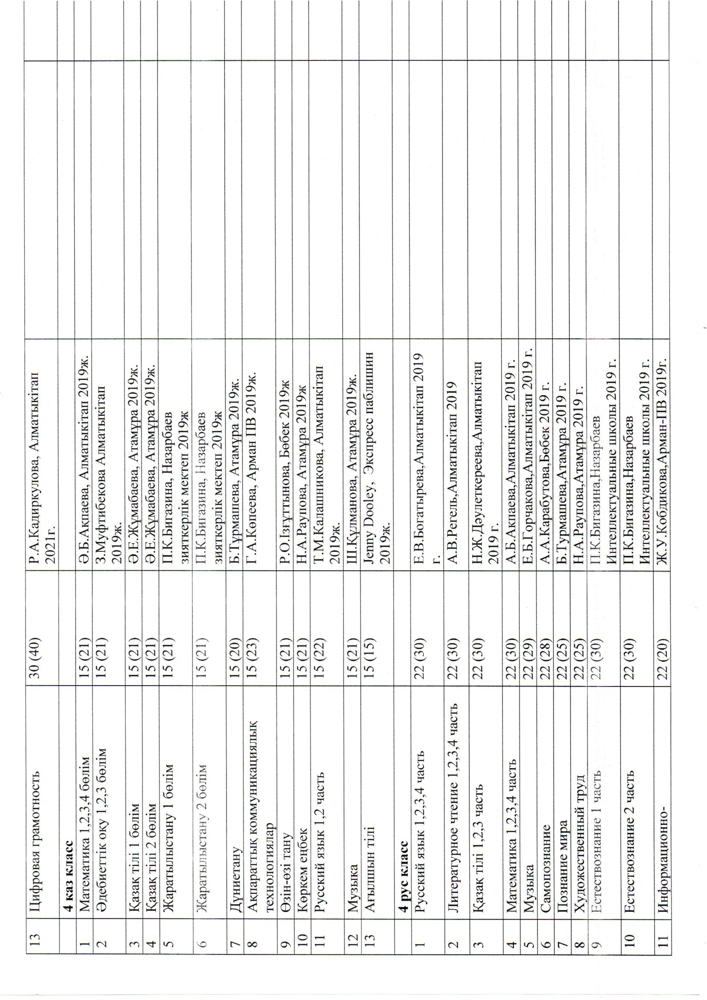 13 Цифровая грамотность 30 (40) Р.А.Кадиркулова, Алматыкітап
2021г.
4 каз класс
1 Математика 1,2,3,4 бөлім 15 (21) Ә.Б.Ақпаева, Алматыкітап 2019ж.
2 Әдебиеттік оқу 1,2,3 бөлім 15 (21) З.Муфтибекова Алматыкітап
2019ж.
3 Қазақ тілі 1 бөлім 15 (21) Ә.Е.Жұмабаева, Атамұра 2019ж.
4 Қазақ тілі 2 бөлім 15 (21) Ә.Е.Жұмабаева, Атамұра 2019ж.
5 Жаратылыстану 1 бөлім 15 (21) П.К.Бигазина, Назарбаев
зияткерлік мектеп 2019ж
6 Жаратылыстану 2 бөлім 15 (21) П.К.Бигазина, Назарбаев
зияткерлік мектеп 2019ж
7 Дүниетану 15 (20) Б.Тұрмашева, Атамұра 2019ж.
8 Ақпараттық коммуникациялық 15 (23) Г.А.Көпеева, Арман ПВ 2019ж.
технологиялар
9 Өзін-өзі тану 15 (21) Р.О.Ізғұтынова, Бөбек 2019ж
10 Көркем еңбек 15 (21) Н.А.Раупова, Атамұра 2019ж
11 Русский язык 1,2 часть 15 (22) Т.М.Калашникова, Алматыкітап
2019ж.
12 Музыка 15 (21) Ш.Құлманова, Атамұра 2019ж.
13 Ағылшын тілі 15 (15) Jenny Dooley, Экспресс паблишин
2019ж.
4 рус класс
1 Русский язык 1,2,3,4 часть 22 (30) Е.В.Богатырева,Алматыкітап 2019
г.
2 Литературное чтение 1,2,3,4 часть 22 (30) А.В.Регель,Алматыкітап 2019
3 Қазақ тілі 1,2,3 часть 22 (30) Н.Ж.Дәулеткереева,Алматыкітап
2019 г.
4 Математика 1,2,3,4 часть 22 (30) А.Б.Акпаева,Алматыкітап 2019 г.
5 Музыка 22 (29) Е.Б.Горчакова,Алматыкітап 2019 г.
6 Самопознание 22 (28) А.А.Карабутова,Бөбек 2019 г.
7 Познание мира 22 (25) Б.Турмашева,Атамұра 2019 г.
8 Художественный труд 22 (25) Н.А.Раупова,Атамұра 2019 г.
9 Естествознание 1 часть 22 (30) П.К.Бигазина,Назарбаев
Интеллектуальные школы 2019 г.
10 Естествознание 2 часть 22 (30) П.К.Бигазина,Назарбаев
Интеллектуальные школы 2019 г.
11 Информационно- 22 (20) Ж.У.Кобдикова,Арман-ПВ 2019г.